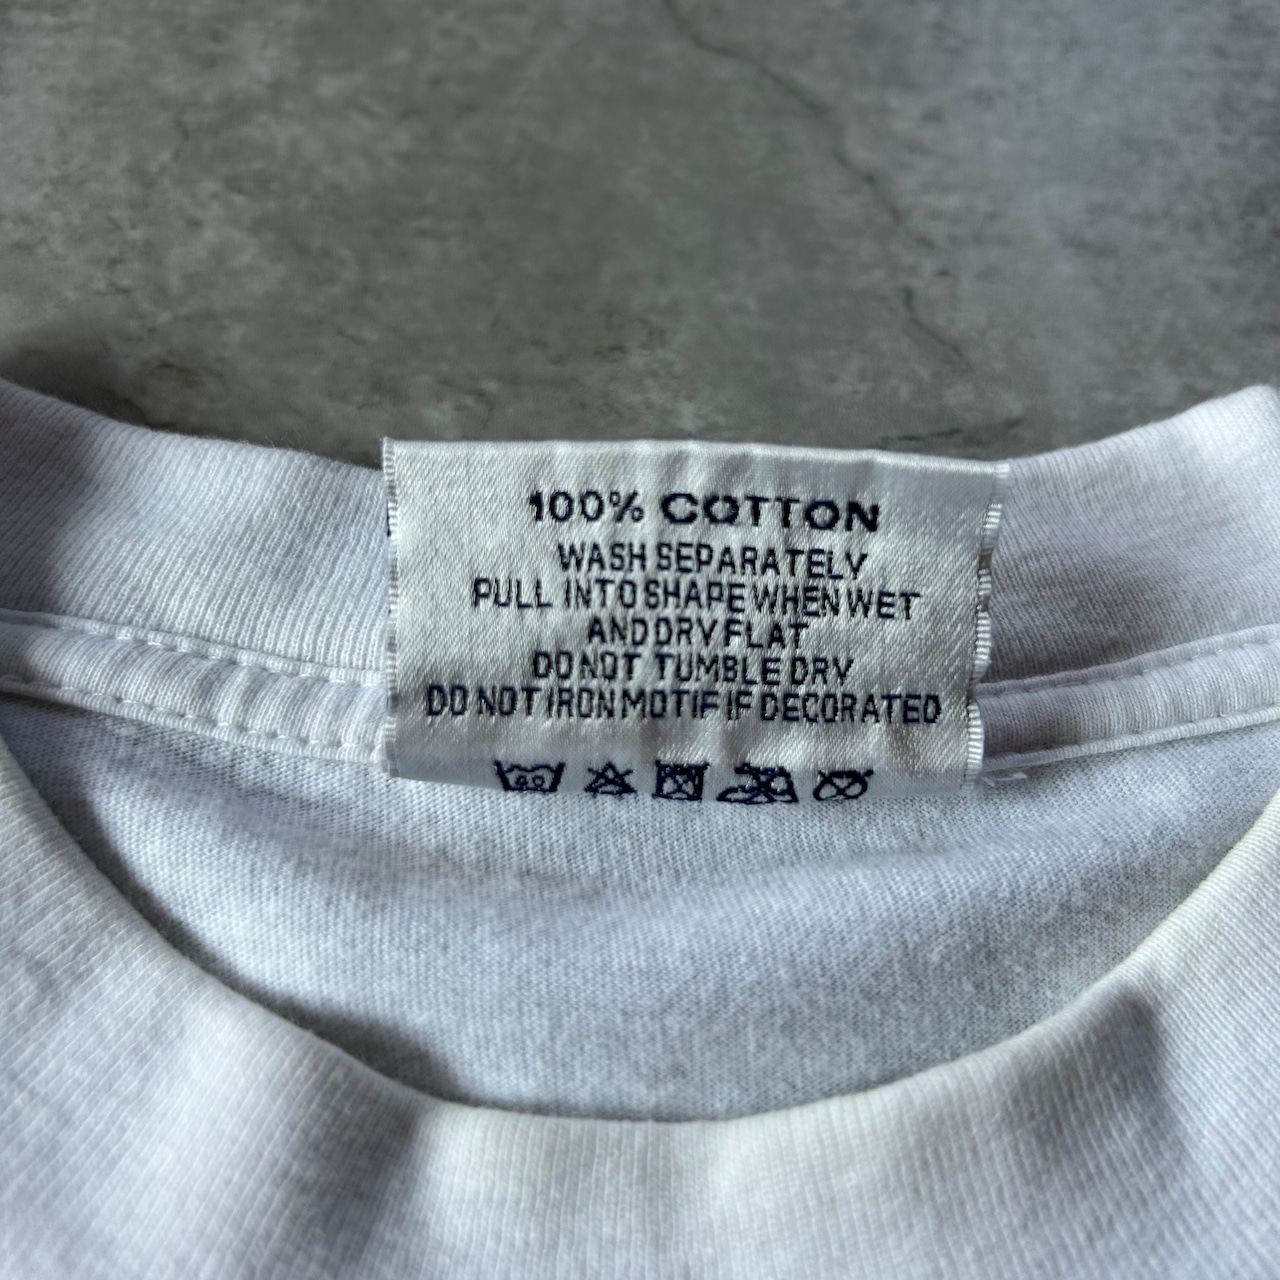 100% COTTON
WASH SEPARATELY
PULL INTO SHAPE WHEN WET
AND DRY FLAT
DO NOT TUMBLE DRY
DO NOT IRON MOTIF IF DECORATED
40